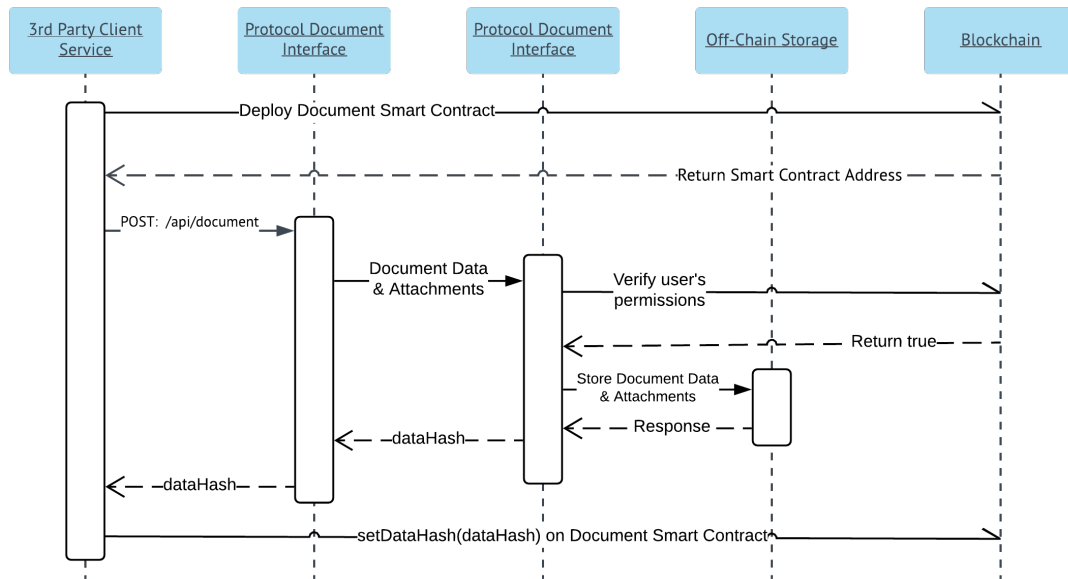 3rd Party Client
Service
Protocol Document
Interface
Protocol Document
Interface
Off-Chain Storage
Blockchain
Deploy Document Smart Contract
Return Smart Contract Address
POST: /api/document
Document Data
& Attachments
Verify user's
permissions
Return true
Store Document Data
& Attachments
Response
dataHash
dataHash
setDataHash(dataHash) on Document Smart Contract